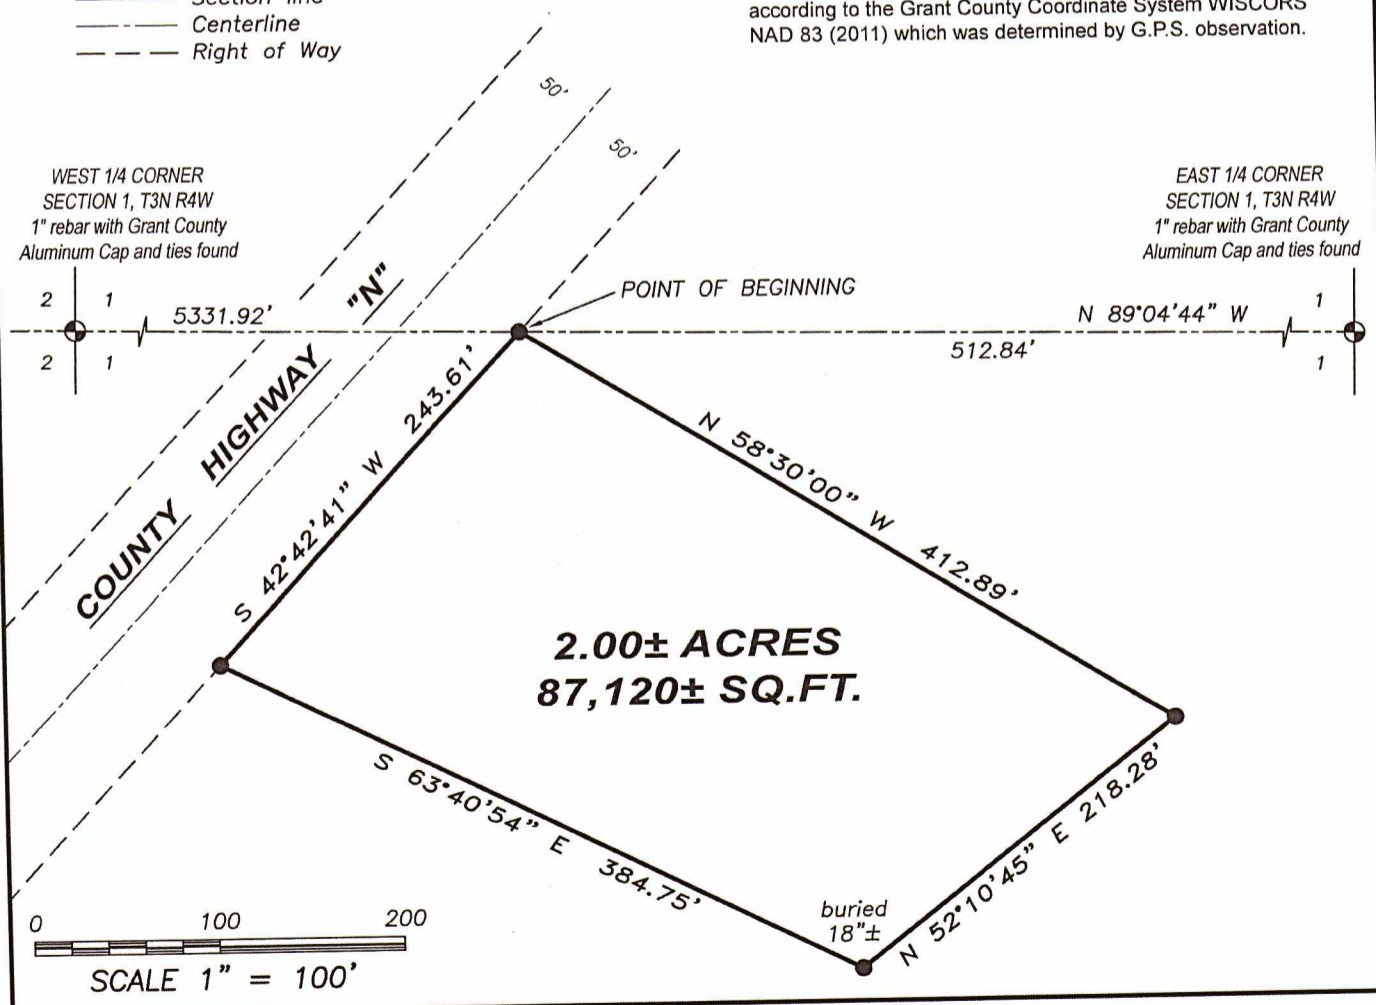 Section line
Centerline
Right of Way
according to the Grant County Coordinate System WISCORS
NAD 83 (2011) which was determined by G.P.S. observation.
50'
50'
WEST 1/4 CORNER
SECTION 1, T3N R4W
1" rebar with Grant County
Aluminum Cap and ties found
EAST 1/4 CORNER
SECTION 1, T3N R4W
1" rebar with Grant County
Aluminum Cap and ties found
2 1
2 1
5331.92'
COUNTY HIGHWAY "N"
POINT OF BEGINNING
N 89°04'44" W
512.84'
1
1
S 42°42'41" W 243.61'
N 58°30'00" W 412.89'
2.00± ACRES
87,120± SQ.FT.
S 63°40'54" E 384.75'
N 52°10'45" E 218.28'
buried
18"±
0 100 200
SCALE 1" = 100'